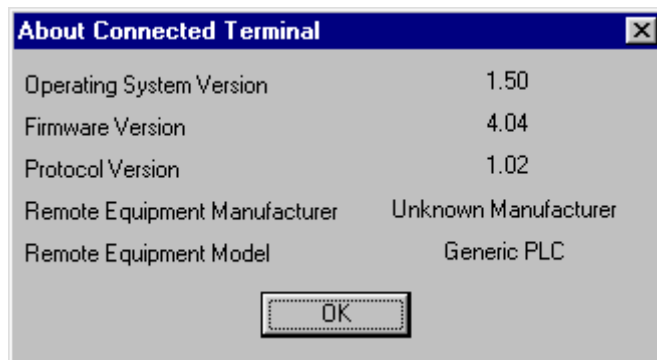 About Connected Terminal
Operating System Version 1.50
Firmware Version 4.04
Protocol Version 1.02
Remote Equipment Manufacturer Unknown Manufacturer
Remote Equipment Model Generic PLC
OK